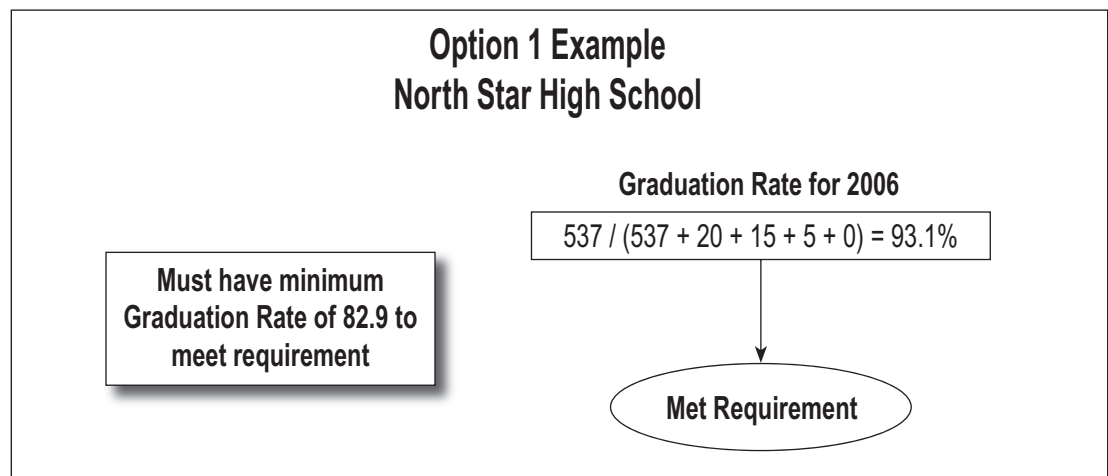 Option 1 Example
North Star High School
Graduation Rate for 2006
537 / (537 + 20 + 15 + 5 + 0) = 93.1%
Must have minimum
Graduation Rate of 82.9 to
meet requirement
Met Requirement